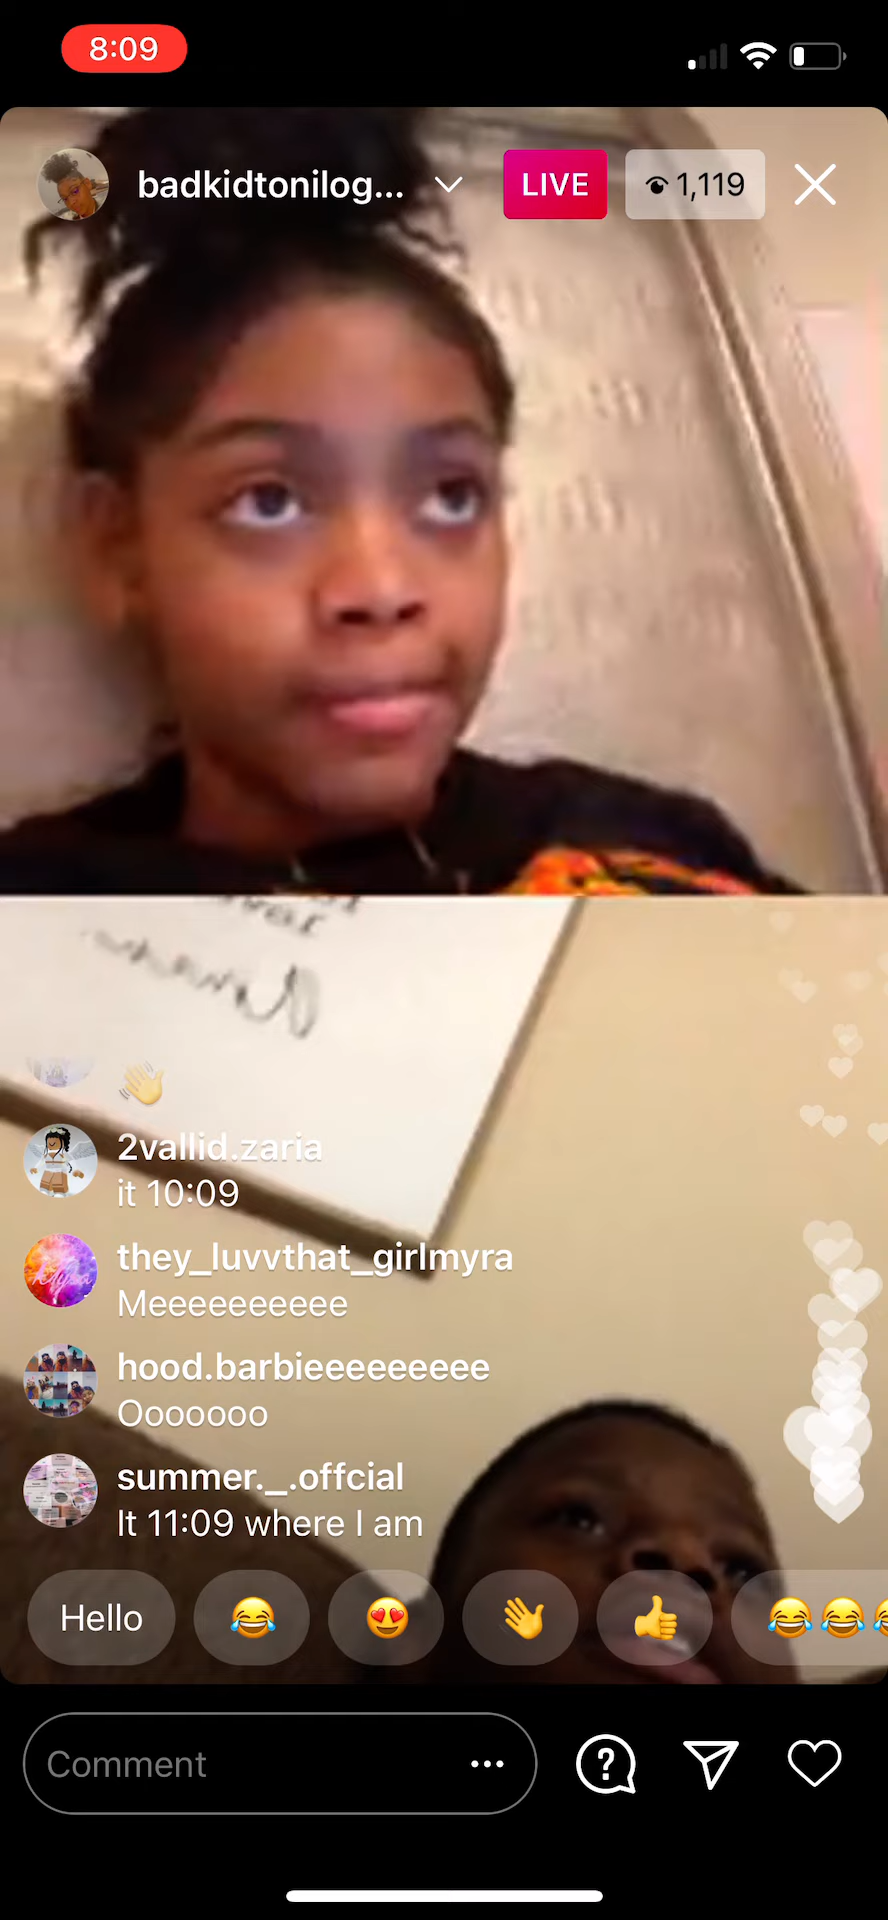 8:09
badkidtonilog... LIVE 1,119
2vallid.zaria
it 10:09
they_luvvthat_girlmyra
Meeeeeeeeee
hood.barbieeeeeeeee
Ooooooo
summer._.offcial
It 11:09 where I am
Hello
Comment